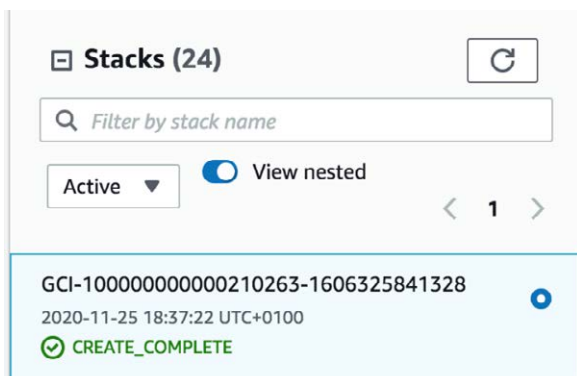 Stacks (24)
Filter by stack name
Active
View nested
1
GCI-100000000000210263-1606325841328
2020-11-25 18:37:22 UTC+0100
CREATE_COMPLETE